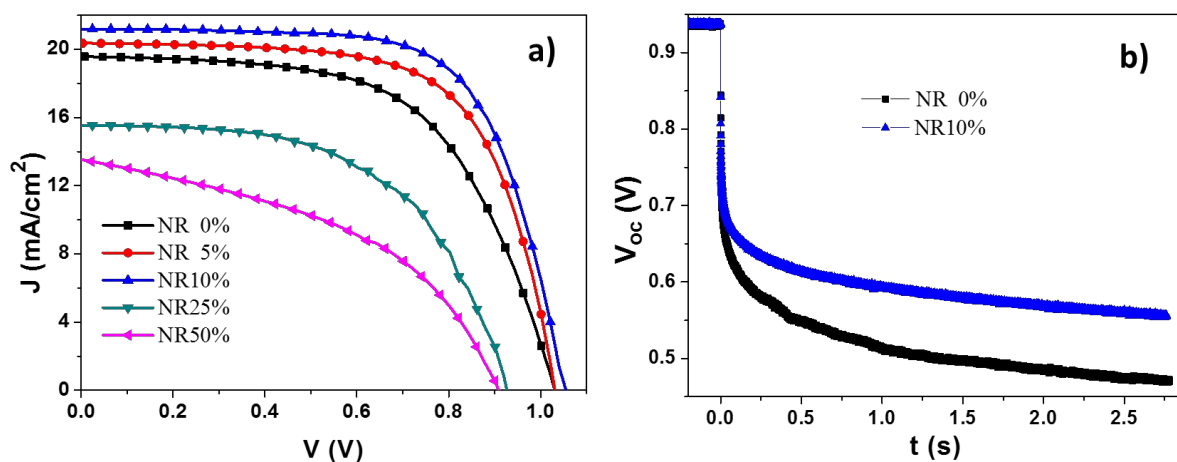 a)
20
16
12
8
4
0
J (mA/cm²)
NR 0%
NR 5%
NR10%
NR25%
NR50%
0.0 0.2 0.4 0.6 0.8 1.0
V (V)
b)
0.9
0.8
0.7
0.6
0.5
V_OC (V)
NR 0%
NR10%
0.0 0.5 1.0 1.5 2.0 2.5
t (s)